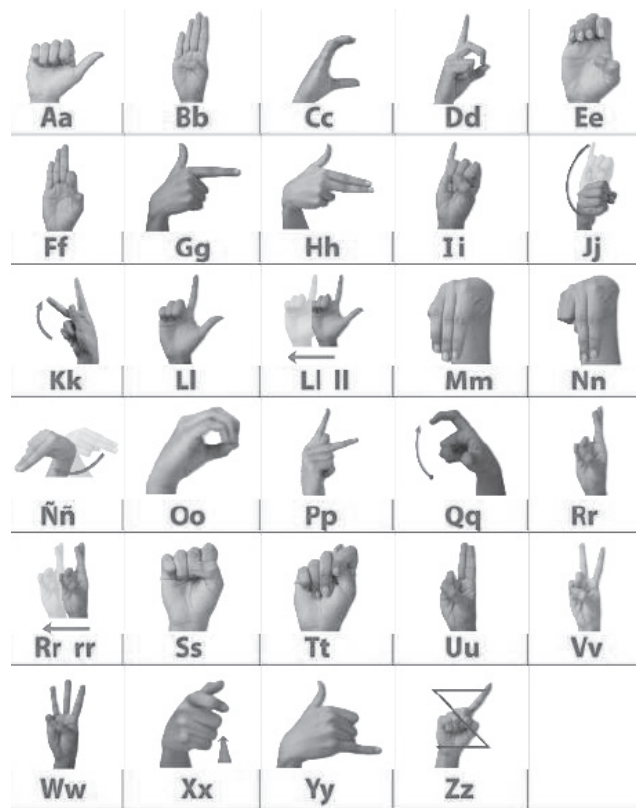 Aa Bb Cc Dd Ee
Ff Gg Hh Ii Jj
Kk Ll Ll ll Mm Nn
Ññ Oo Pp Qq Rr
Rr rr Ss Tt Uu Vv
Ww Xx Yy Zz